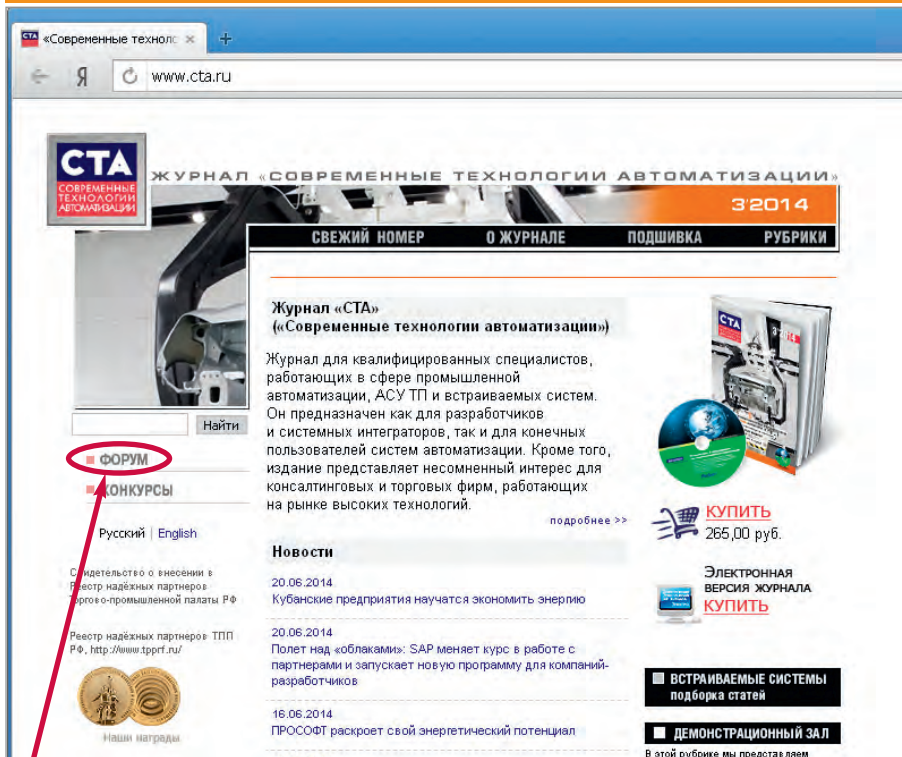 «Современные технолс
www.cta.ru
СТА
СОВРЕМЕННЫЕ
ТЕХНОЛОГИИ
АВТОМАТИЗАЦИИ
ЖУРНАЛ «СОВРЕМЕННЫЕ ТЕХНОЛОГИИ АВТОМАТИЗАЦИИ»
3'2014
СВЕЖИЙ НОМЕР О ЖУРНАЛЕ ПОДШИВКА РУБРИКИ
Найти
ФОРУМ
КОНКУРСЫ
Русский | English
Свидетельство о внесении в
Реестр надёжных партнеров
Торгово-промышленной палаты РФ
Реестр надёжных партнеров ТПП
РФ, http://www.tpprf.ru/
Наши награды
Журнал «СТА»
(«Современные технологии автоматизации»)
Журнал для квалифицированных специалистов,
работающих в сфере промышленной
автоматизации, АСУ ТП и встраиваемых систем.
Он предназначен как для разработчиков
и системных интеграторов, так и для конечных
пользователей систем автоматизации. Кроме того,
издание представляет несомненный интерес для
консалтинговых и торговых фирм, работающих
на рынке высоких технологий.
подробнее >>
Новости
20.06.2014
Кубанские предприятия научатся экономить энергию
20.06.2014
Полет над «облаками»: SAP меняет курс в работе с
партнерами и запускает новую программу для компаний-
разработчиков
16.06.2014
ПРОСОФТ раскроет свой энергетический потенциал
СТА
КУПИТЬ
265,00 руб.
Электронная
версия журнала
КУПИТЬ
ВСТРАИВАЕМЫЕ СИСТЕМЫ
подборка статей
ДЕМОНСТРАЦИОННЫЙ ЗАЛ
В этой рубрике мы представляем